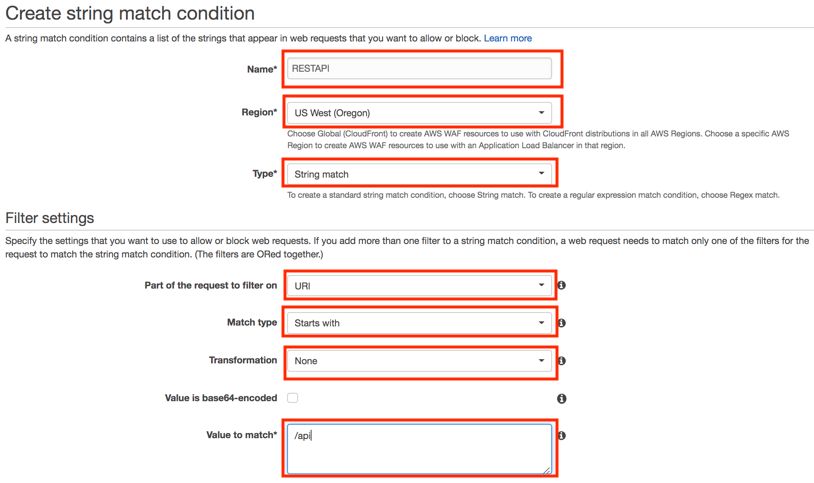 Create string match condition
A string match condition contains a list of the strings that appear in web requests that you want to allow or block. Learn more
Name* RESTAPI
Region* US West (Oregon)
Choose Global (CloudFront) to create AWS WAF resources to use with CloudFront distributions in all AWS Regions. Choose a specific AWS
Region to create AWS WAF resources to use with an Application Load Balancer in that region.
Type* String match
To create a standard string match condition, choose String match. To create a regular expression match condition, choose Regex match.
Filter settings
Specify the settings that you want to use to allow or block web requests. If you add more than one filter to a string match condition, a web request needs to match only one of the filters for the
request to match the string match condition. (The filters are ORed together.)
Part of the request to filter on URI
Match type Starts with
Transformation None
Value is base64-encoded
Value to match* /api